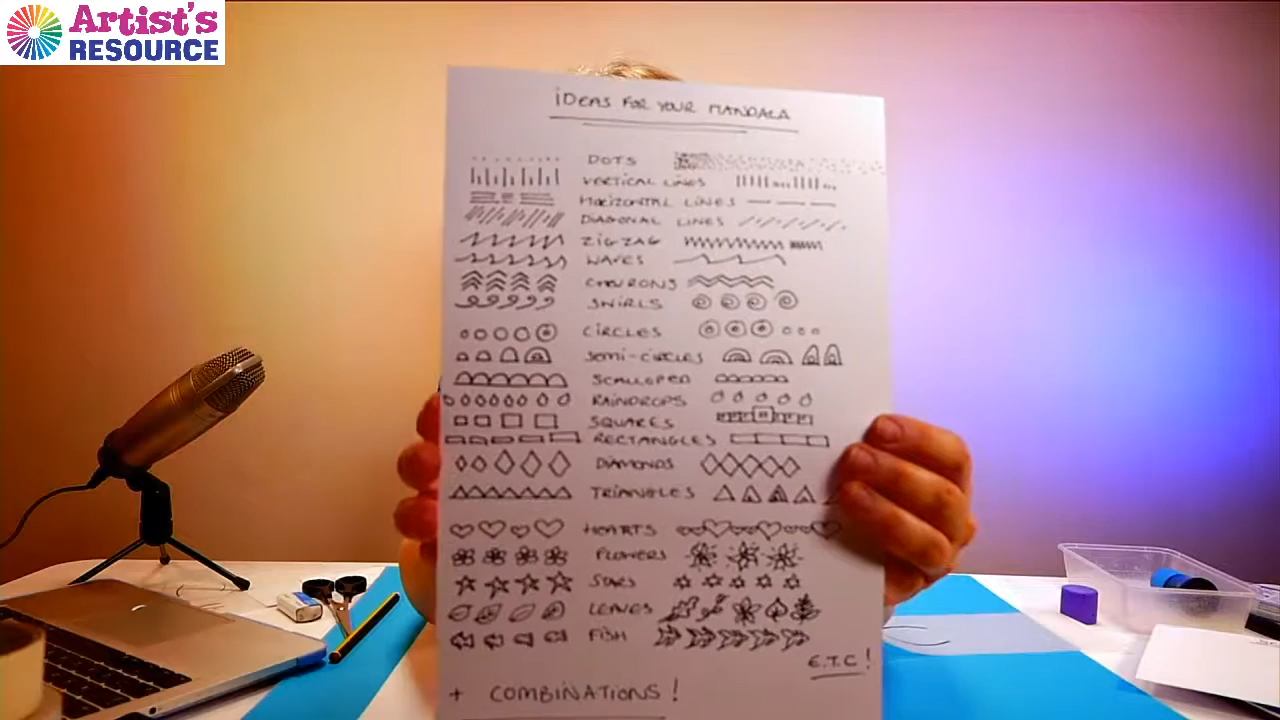 Artist's
RESOURCE
IDEAS FOR YOUR MANDALA
DOTS
VERTICAL LINES
HORIZONTAL LINES
DIAGONAL LINES
ZIGZAG
WAVES
CHEVRONS
SWIRLS
CIRCLES
SEMI-CIRCLES
SCALLOPED
RAINDROPS
SQUARES
RECTANGLES
DIAMONDS
TRIANGLES
HEARTS
FLOWERS
STARS
LEAVES
FISH
E.T.C!
+ COMBINATIONS!